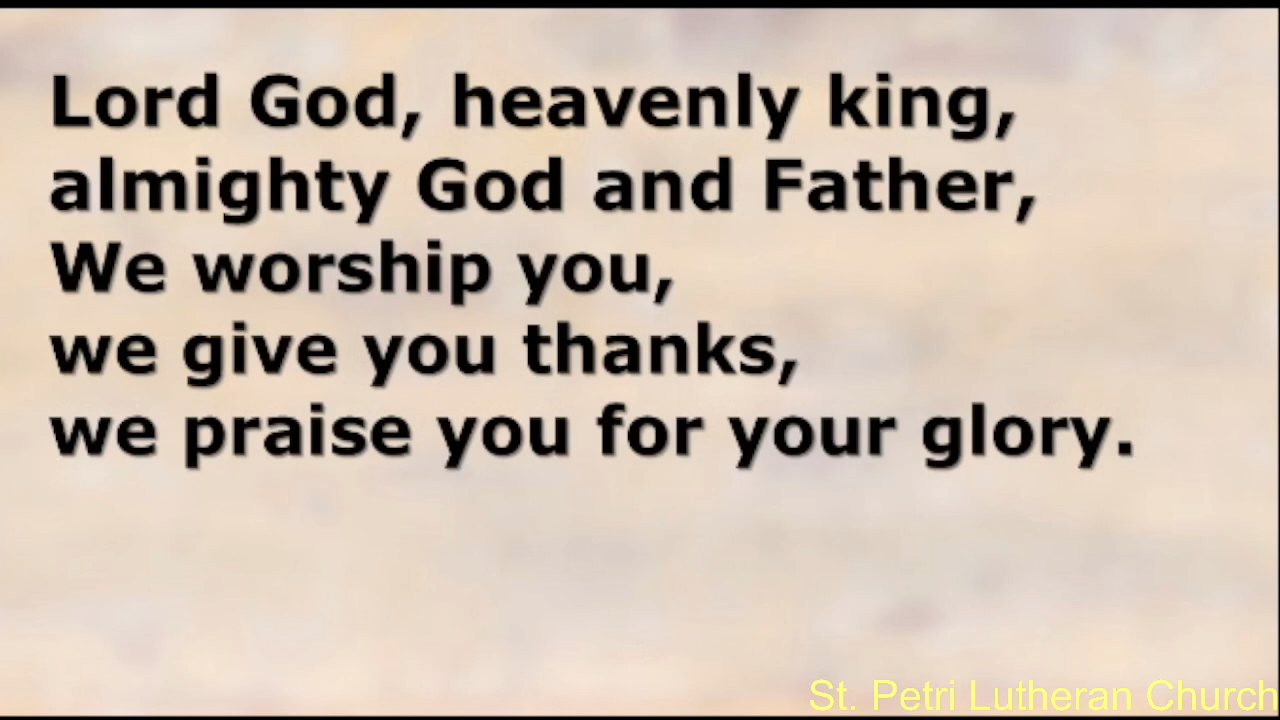 Lord God, heavenly king,
almighty God and Father,
We worship you,
we give you thanks,
we praise you for your glory.
St. Petri Lutheran Church